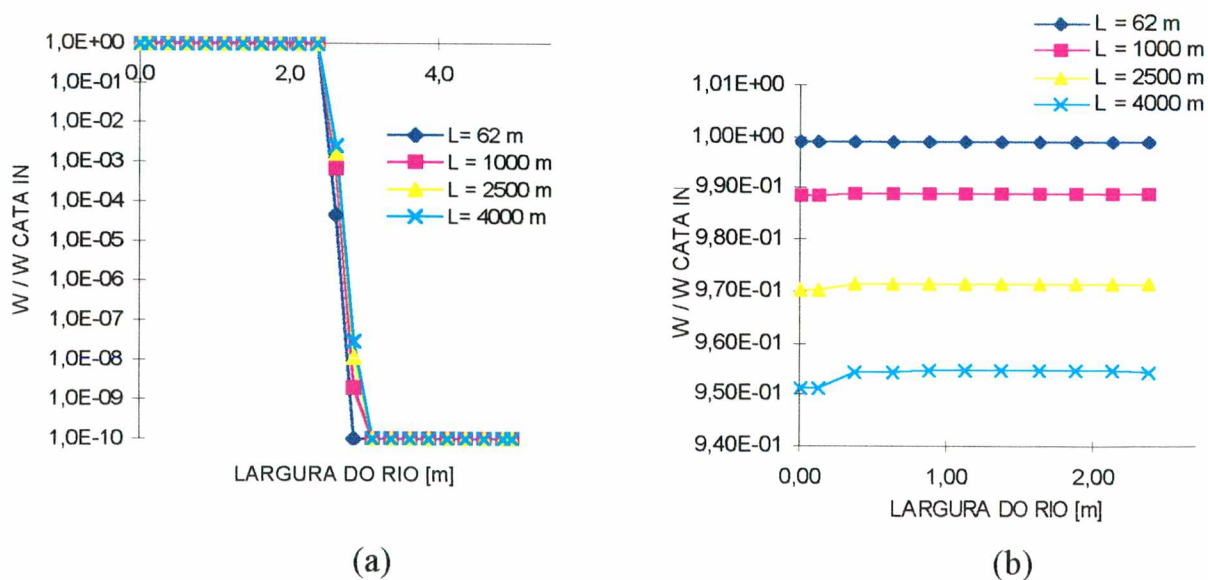 1,0E+00
1,0E-01
1,0E-02
1,0E-03
1,0E-04
1,0E-05
1,0E-06
1,0E-07
1,0E-08
1,0E-09
1,0E-10
W / W CATA IN
0,0
2,0
4,0
LARGURA DO RIO [m]
L= 62 m
L = 1000 m
L= 2500 m
L= 4000 m
(a)
L = 62 m
L = 1000 m
L = 2500 m
L = 4000 m
1,01E+00
1,00E+00
9,90E-01
9,80E-01
9,70E-01
9,60E-01
9,50E-01
9,40E-01
W / W CATA IN
0,00
1,00
2,00
LARGURA DO RIO [m]
(b)